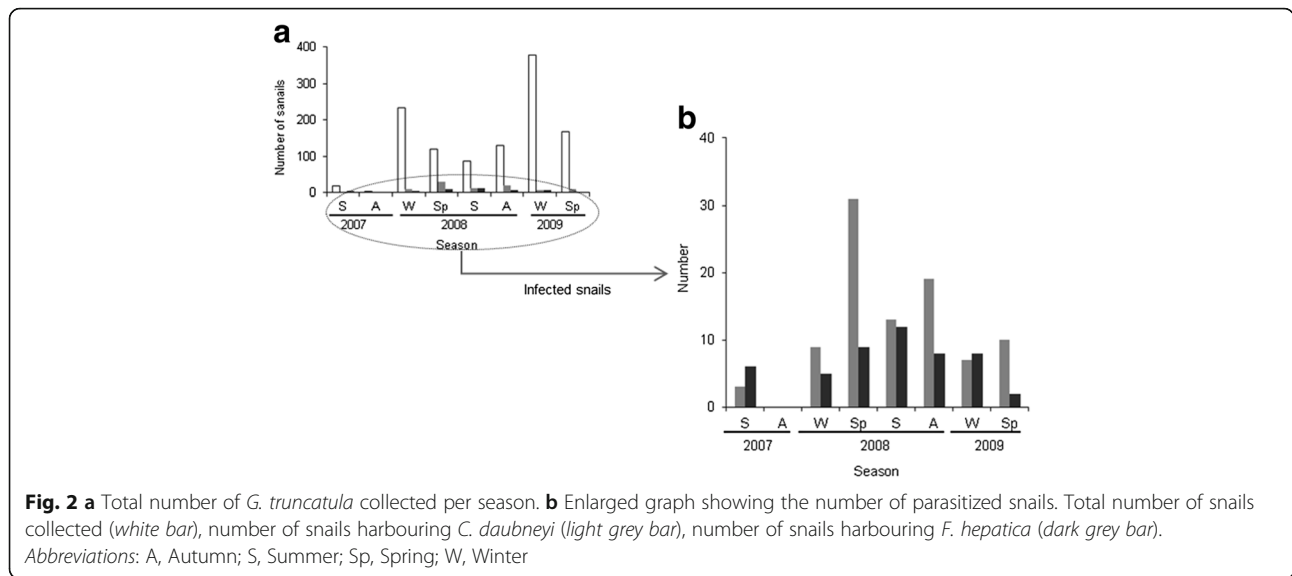 a
400
300
200
100
0
Number of sanails
S A W Sp S A W Sp
2007 2008 2009
Season
Infected snails
b
40
30
20
10
0
Number
S A W Sp S A W Sp
2007 2008 2009
Season
Fig. 2 a Total number of G. truncatula collected per season. b Enlarged graph showing the number of parasitized snails. Total number of snails
collected (white bar), number of snails harbouring C. daubneyi (light grey bar), number of snails harbouring F. hepatica (dark grey bar).
Abbreviations: A, Autumn; S, Summer; Sp, Spring; W, Winter